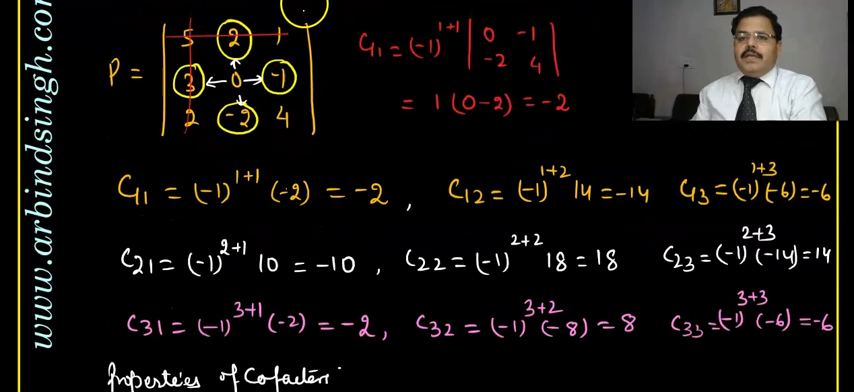 www.arbindsingh.com
P = | 5 2 1 |
| 3 0 -1 |
| 2 -2 4 |
C11 = (-1)^1+1 | 0 -1 |
| -2 4 |
= 1 (0-2) = -2
C11 = (-1)^1+1 (-2) = -2 , C12 = (-1)^1+2 14 = -14 C13 = (-1)^1+3 (-6) = -6
C21 = (-1)^2+1 10 = -10 , C22 = (-1)^2+2 18 = 18 C23 = (-1)^2+3 (-14) = 14
C31 = (-1)^3+1 (-2) = -2 , C32 = (-1)^3+2 (-8) = 8 C33 = (-1)^3+3 (-6) = -6
Properties of Cofactors